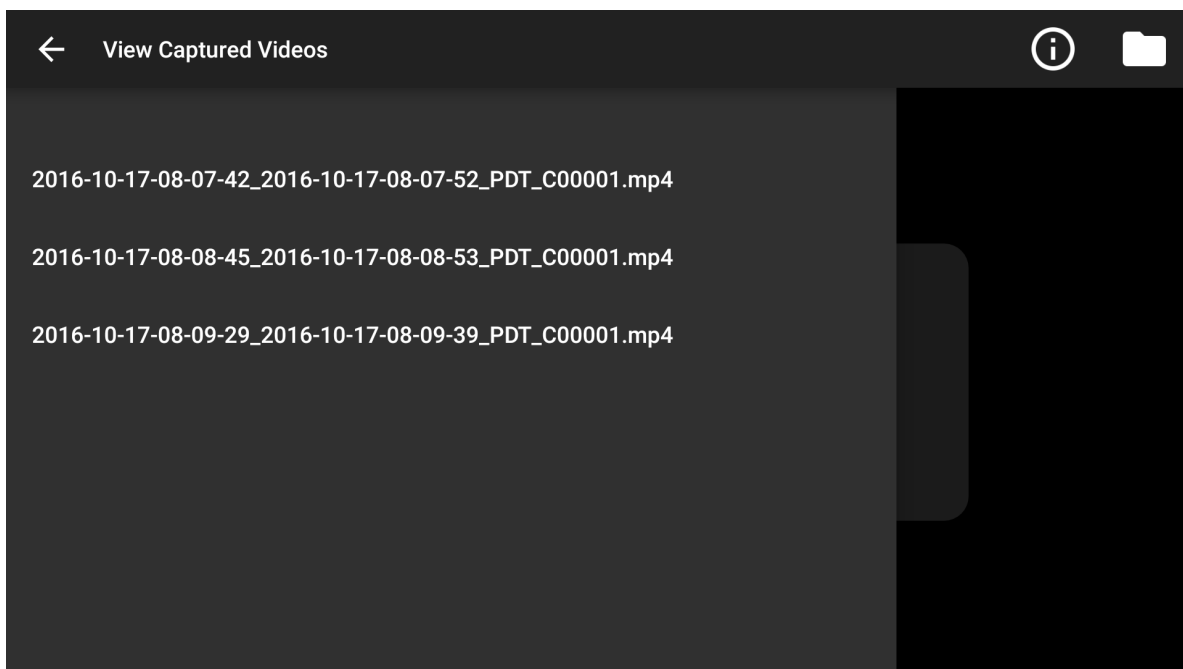 View Captured Videos
2016-10-17-08-07-42_2016-10-17-08-07-52_PDT_C00001.mp4
2016-10-17-08-08-45_2016-10-17-08-08-53_PDT_C00001.mp4
2016-10-17-08-09-29_2016-10-17-08-09-39_PDT_C00001.mp4